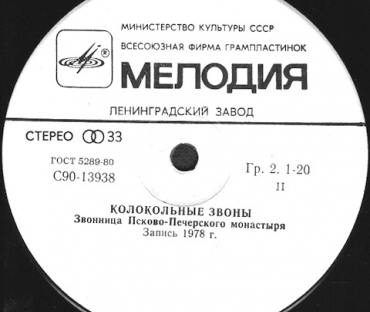 МИНИСТЕРСТВО КУЛЬТУРЫ СССР
ВСЕСОЮЗНАЯ ФИРМА ГРАМПЛАСТИНОК
МЕЛОДИЯ
ЛЕНИНГРАДСКИЙ ЗАВОД
СТЕРЕО 33
ГОСТ 5289-80
С90-13938
Гр. 2. 1-20
II
КОЛОКОЛЬНЫЕ ЗВОНЫ
Звонница Псково-Печерского монастыря
Запись 1978 г.